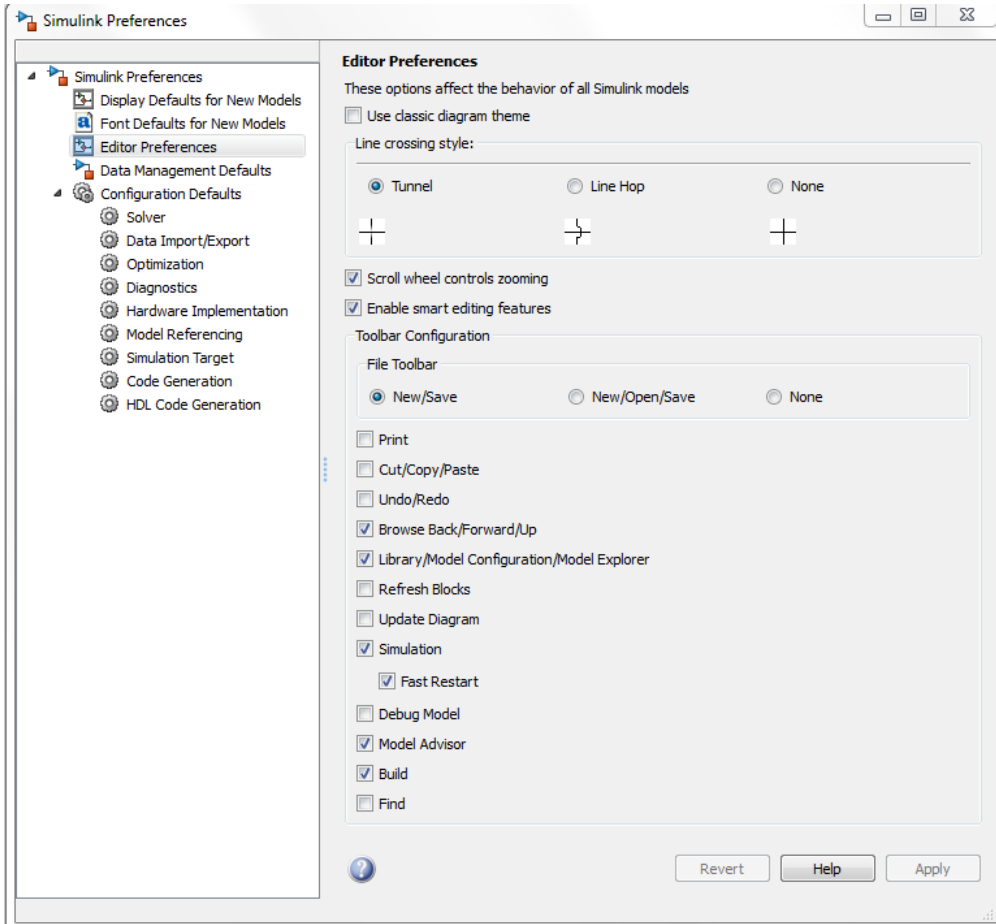 Simulink Preferences
Simulink Preferences
Display Defaults for New Models
Font Defaults for New Models
Editor Preferences
Data Management Defaults
Configuration Defaults
Solver
Data Import/Export
Optimization
Diagnostics
Hardware Implementation
Model Referencing
Simulation Target
Code Generation
HDL Code Generation
Editor Preferences
These options affect the behavior of all Simulink models
Use classic diagram theme
Line crossing style:
Tunnel Line Hop None
Scroll wheel controls zooming
Enable smart editing features
Toolbar Configuration
File Toolbar
New/Save New/Open/Save None
Print
Cut/Copy/Paste
Undo/Redo
Browse Back/Forward/Up
Library/Model Configuration/Model Explorer
Refresh Blocks
Update Diagram
Simulation
Fast Restart
Debug Model
Model Advisor
Build
Find
Revert Help Apply